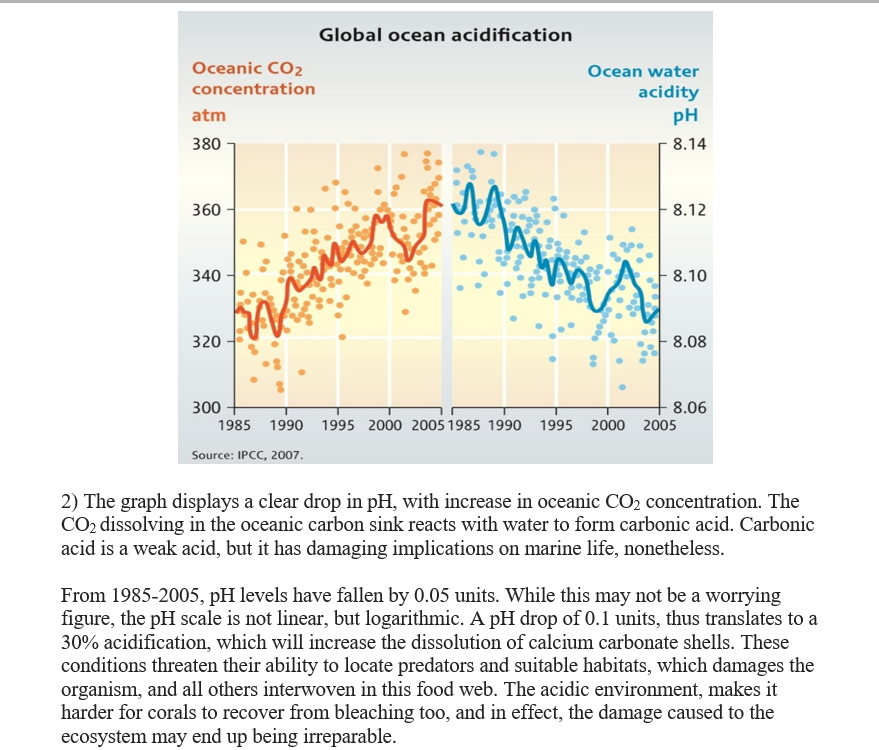 Global ocean acidification
Oceanic CO₂
concentration
atm
Ocean water
acidity
pH
380
360
340
320
300
8.14
8.12
8.10
8.08
8.06
1985 1990 1995 2000 2005
1985 1990 1995 2000 2005
Source: IPCC, 2007.
2) The graph displays a clear drop in pH, with increase in oceanic CO₂ concentration. The
CO₂ dissolving in the oceanic carbon sink reacts with water to form carbonic acid. Carbonic
acid is a weak acid, but it has damaging implications on marine life, nonetheless.
From 1985-2005, pH levels have fallen by 0.05 units. While this may not be a worrying
figure, the pH scale is not linear, but logarithmic. A pH drop of 0.1 units, thus translates to a
30% acidification, which will increase the dissolution of calcium carbonate shells. These
conditions threaten their ability to locate predators and suitable habitats, which damages the
organism, and all others interwoven in this food web. The acidic environment, makes it
harder for corals to recover from bleaching too, and in effect, the damage caused to the
ecosystem may end up being irreparable.